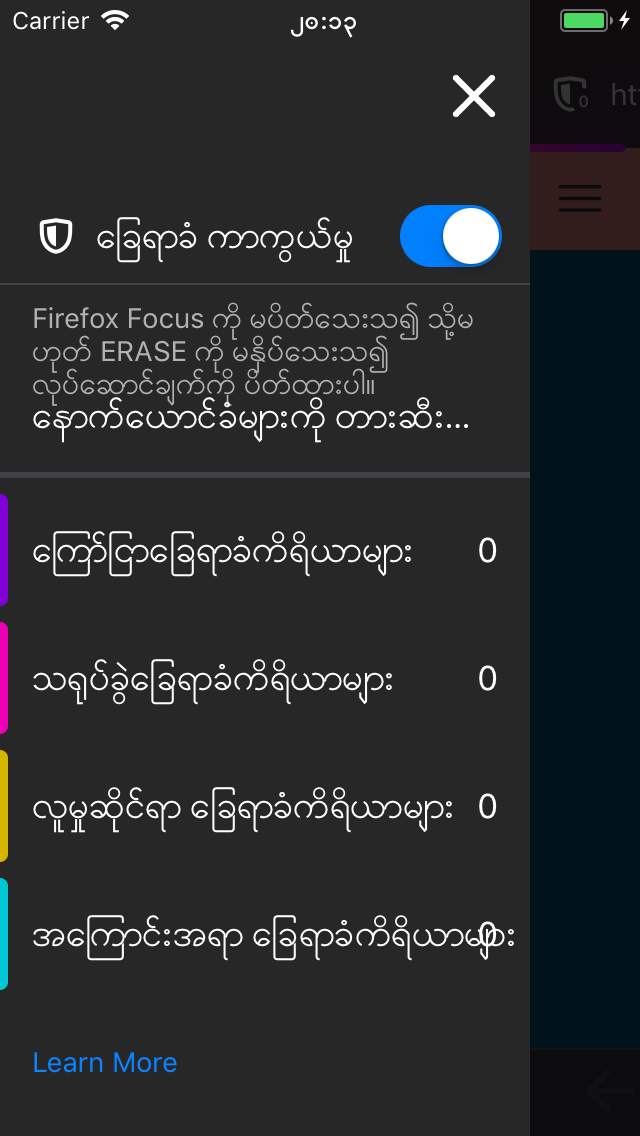 Carrier
၂၈:၁၃
0
htt
ခြေရာခံ ကာကွယ်မှု
Firefox Focus ကို မပိတ်သေးသ၍ သို့မ
ဟုတ် ERASE ကို မနှိပ်သေးသ၍
လုပ်ဆောင်ချက်ကို ပိတ်ထားပါ။
နောက်ယောင်ခံများကို တားဆီး...
ကြော်ငြာခြေရာခံကိရိယာများ 0
သရုပ်ခွဲခြေရာခံကိရိယာများ 0
လူမှုဆိုင်ရာ ခြေရာခံကိရိယာများ 0
အကြောင်းအရာ ခြေရာခံကိရိယာများ 0
Learn More